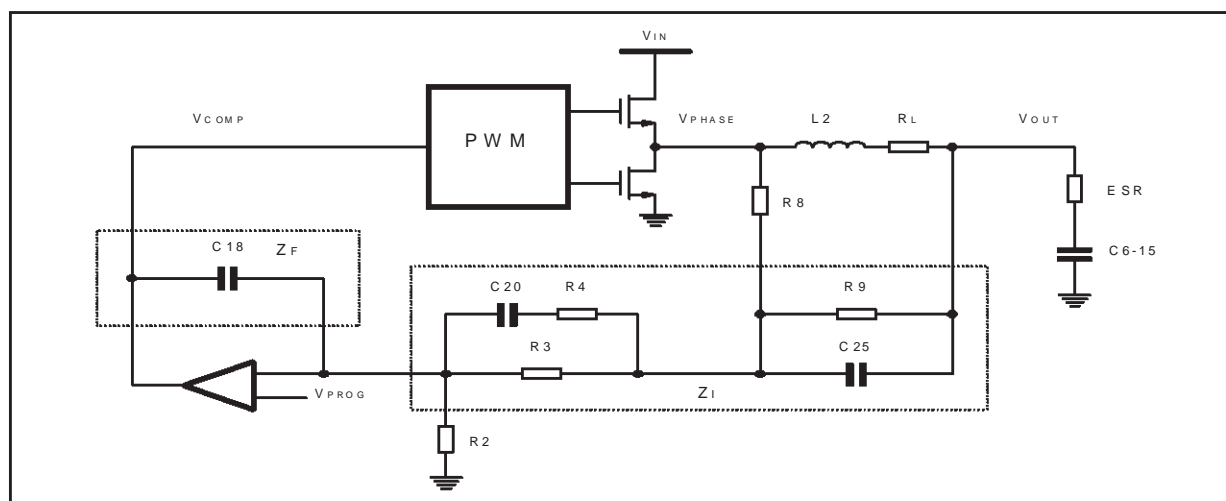 VIN
VCOMP
PWM
VPHASE
L2
RL
VOUT
R8
ESR
C18
ZF
C6-15
C20
R4
R9
R3
C25
VPROG
ZI
R2